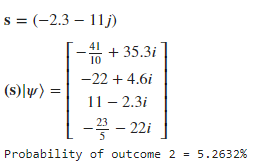 s = (−2.3 − 11j)
(s)|ψ⟩ = [ −41/10 + 35.3i
−22 + 4.6i
11 − 2.3i
−23/5 − 22i ]
Probability of outcome 2 = 5.2632%